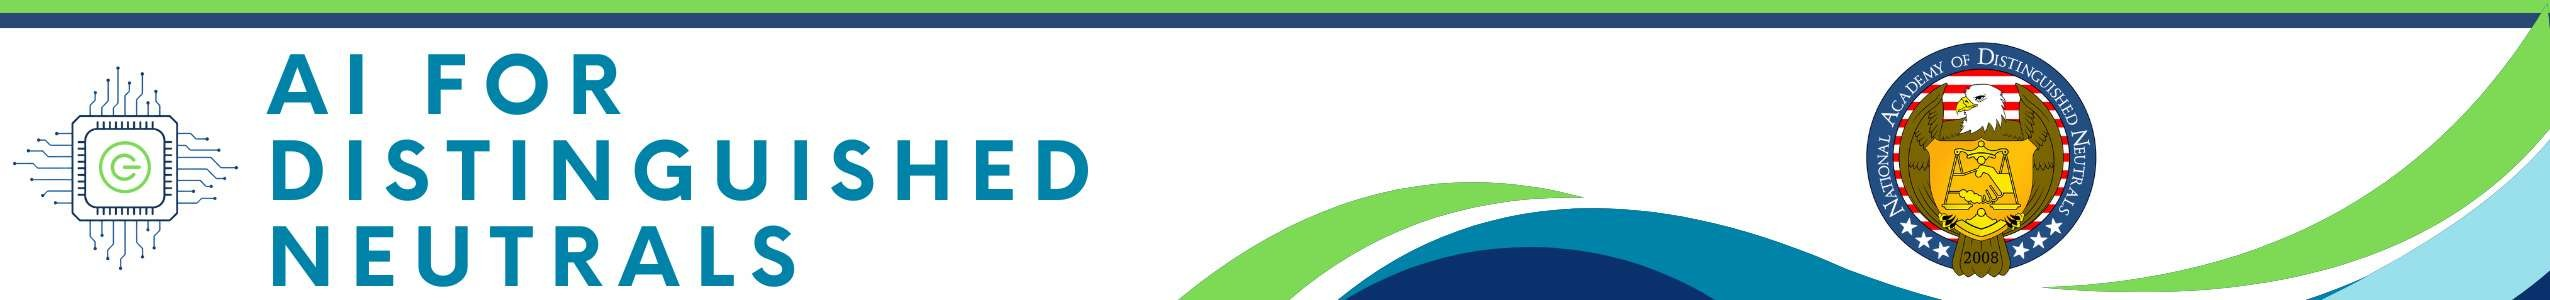 AI FOR
DISTINGUISHED
NEUTRALS
NATIONAL ACADEMY OF DISTINGUISHED NEUTRALS
2008